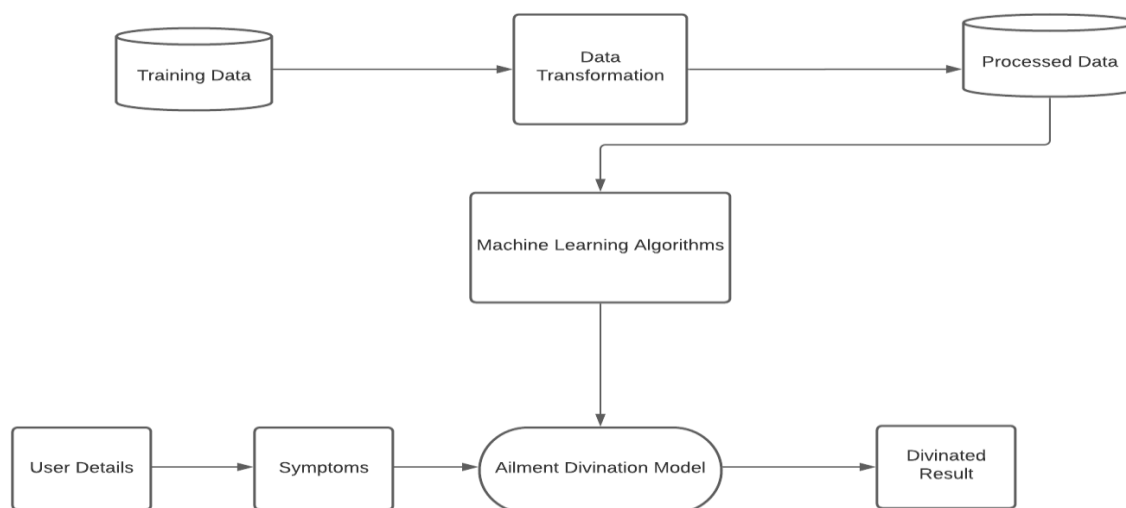 Training Data
Data
Transformation
Processed Data
Machine Learning Algorithms
User Details
Symptoms
Ailment Divination Model
Divinated
Result